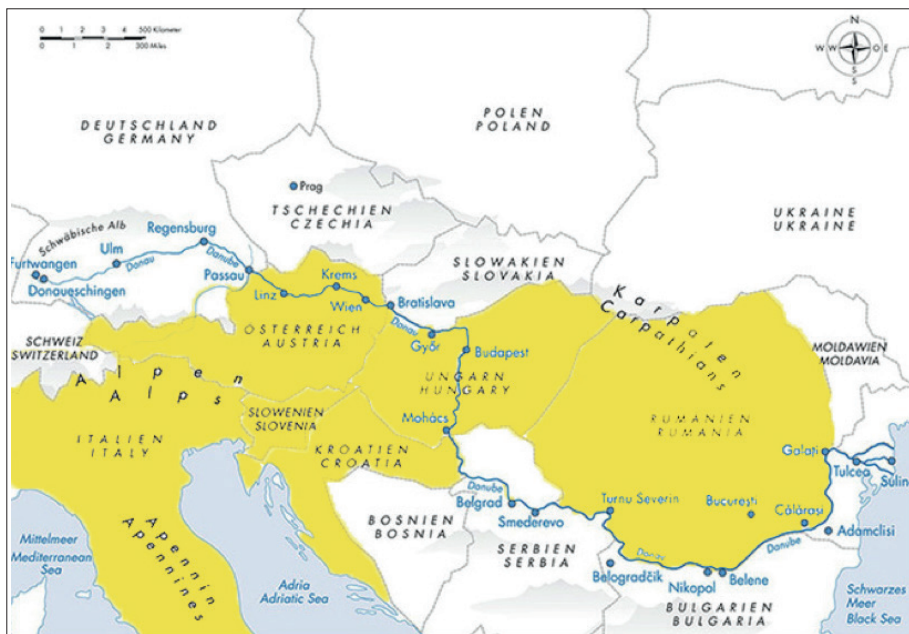 0 1 2 3 4 500 Kilometer
0 1 2 300 Miles
N
W W O E
S
S
POLEN
POLAND
DEUTSCHLAND
GERMANY
Prag
TSCHECHIEN
CZECHIA
UKRAINE
UKRAINE
Schwäbische Alb
Regensburg
Ulm
Donau
Danube
Furtwangen
Donaueschingen
Passau
SLOWAKIEN
SLOVAKIA
Krems
Linz
Wien
Bratislava
Karpaten
Carpathians
ÖSTERREICH
AUSTRIA
Donau
Győr
Budapest
SCHWEIZ
SWITZERLAND
MOLDAWIEN
MOLDAVIA
Alpen
Alps
UNGARN
HUNGARY
SLOWENIEN
SLOVENIA
Mohács
RUMANIEN
RUMANIA
ITALIEN
ITALY
KROATIEN
CROATIA
Galați
Tulcea
Sulin
Danube
Belgrad
Smederevo
Turnu Severin
București
Călărași
Adamclisi
BOSNIEN
BOSNIA
Apennin
Apennines
Mittelmeer
Mediterranean
Sea
SERBIEN
SERBIA
Donau
Danube
Belogradčik
Nikopol
Belene
Adria
Adriatic Sea
BULGARIEN
BULGARIA
Schwarzes
Meer
Black Sea